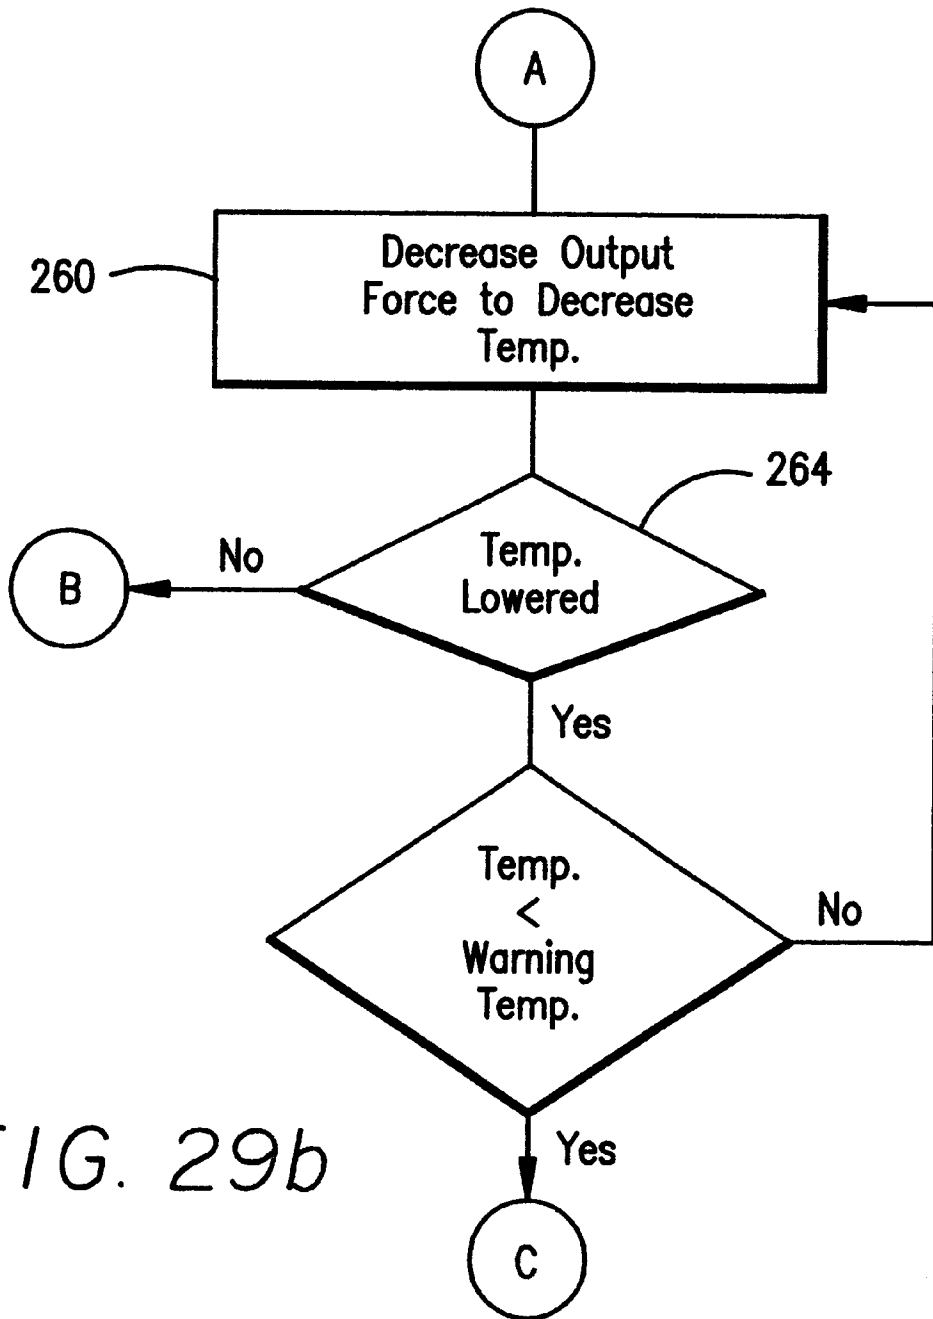 A
Decrease Output
Force to Decrease
Temp.
260
264
Temp.
Lowered
No
B
Yes
Temp.
<
Warning
Temp.
No
Yes
FIG. 29b
C